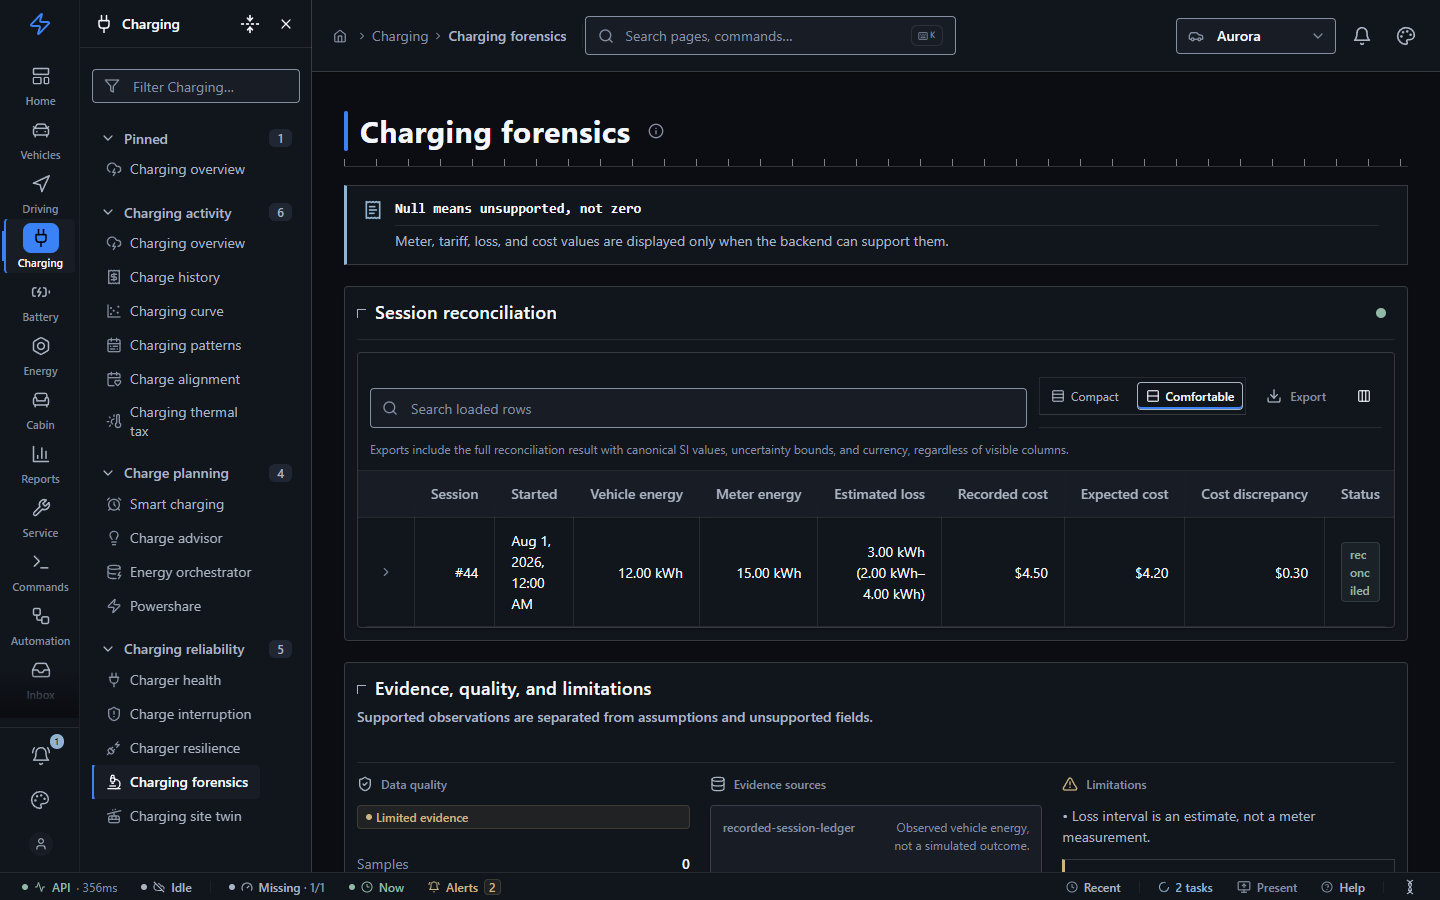 Charging
Filter Charging...
Home
Vehicles
Driving
Charging
Battery
Energy
Cabin
Reports
Service
Commands
Automation
Inbox
1
Pinned 1
Charging overview
Charging activity 6
Charging overview
Charge history
Charging curve
Charging patterns
Charge alignment
Charging thermal
tax
Charge planning 4
Smart charging
Charge advisor
Energy orchestrator
Powershare
Charging reliability 5
Charger health
Charge interruption
Charger resilience
Charging forensics
Charging site twin
Charging Charging forensics
Search pages, commands... K
Aurora
Charging forensics
Null means unsupported, not zero
Meter, tariff, loss, and cost values are displayed only when the backend can support them.
Session reconciliation
Search loaded rows
Compact Comfortable Export
Exports include the full reconciliation result with canonical SI values, uncertainty bounds, and currency, regardless of visible columns.
Session Started Vehicle energy Meter energy Estimated loss Recorded cost Expected cost Cost discrepancy Status
#44
Aug 1,
2026,
12:00
AM
12.00 kWh
15.00 kWh
3.00 kWh
(2.00 kWh–
4.00 kWh)
$4.50
$4.20
$0.30
rec
onc
iled
Evidence, quality, and limitations
Supported observations are separated from assumptions and unsupported fields.
Data quality
Limited evidence
Samples 0
Evidence sources
recorded-session-ledger
Observed vehicle energy,
not a simulated outcome.
Limitations
• Loss interval is an estimate, not a meter
measurement.
API · 356ms Idle Missing · 1/1 Now Alerts 2 Recent 2 tasks Present Help